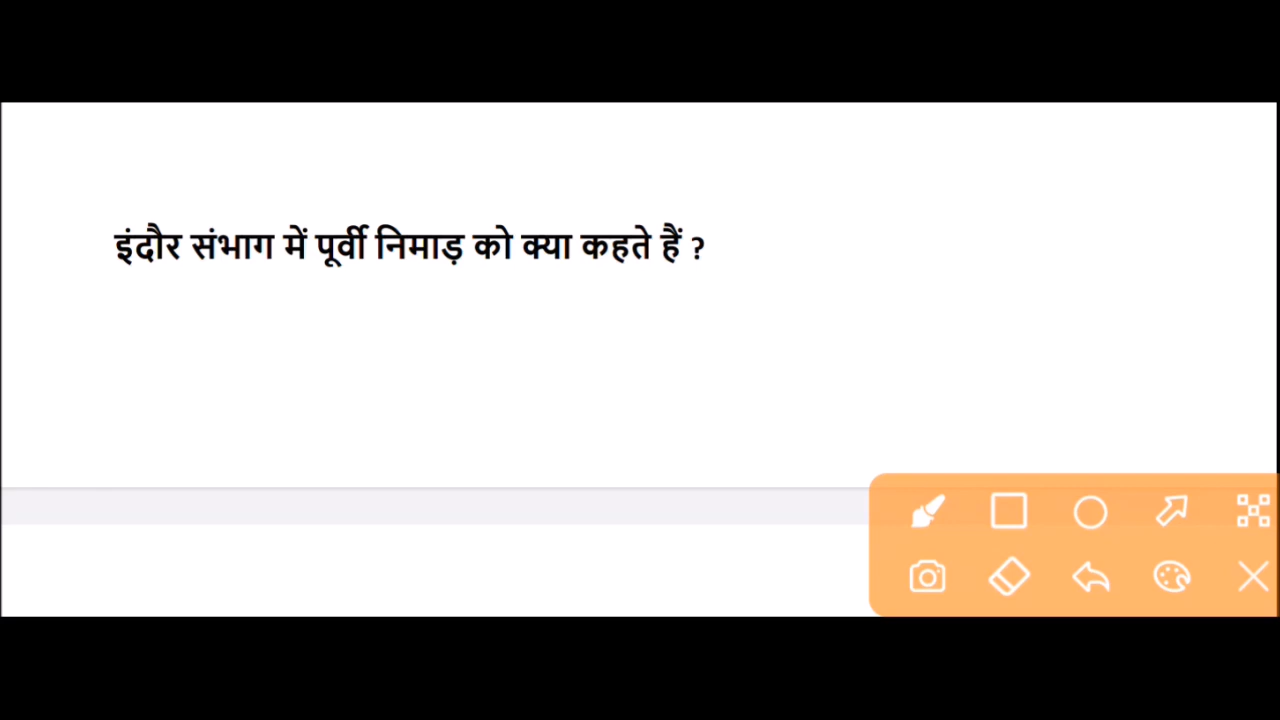 इंदौर संभाग में पूर्वी निमाड़ को क्या कहते हैं ?